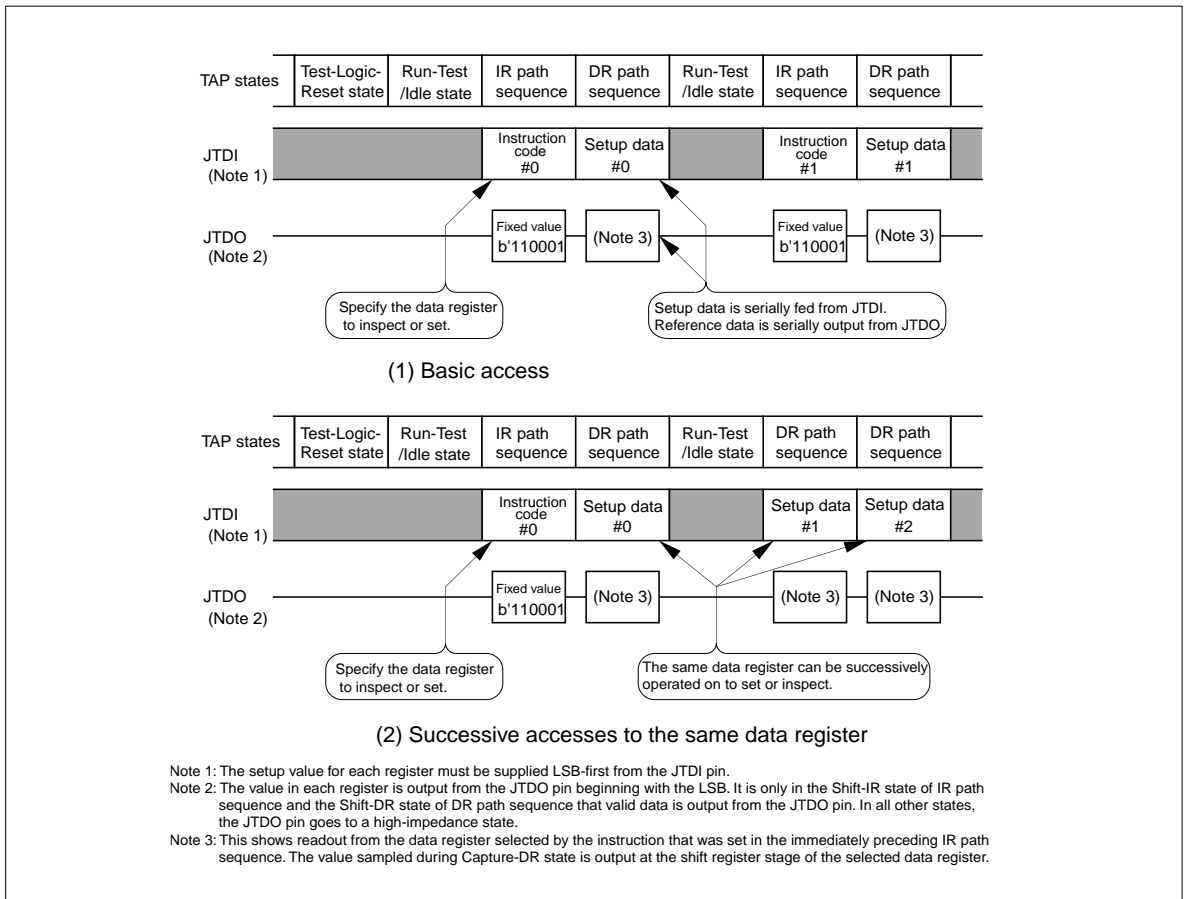 TAP states
Test-Logic-
Reset state
Run-Test
/Idle state
IR path
sequence
DR path
sequence
Run-Test
/Idle state
IR path
sequence
DR path
sequence
JTDI
(Note 1)
Instruction
code
#0
Setup data
#0
Instruction
code
#1
Setup data
#1
JTDO
(Note 2)
Fixed value
b'110001
(Note 3)
Fixed value
b'110001
(Note 3)
Specify the data register
to inspect or set.
Setup data is serially fed from JTDI.
Reference data is serially output from JTDO.
(1) Basic access
TAP states
Test-Logic-
Reset state
Run-Test
/Idle state
IR path
sequence
DR path
sequence
Run-Test
/Idle state
DR path
sequence
DR path
sequence
JTDI
(Note 1)
Instruction
code
#0
Setup data
#0
Setup data
#1
Setup data
#2
JTDO
(Note 2)
Fixed value
b'110001
(Note 3)
(Note 3)
(Note 3)
Specify the data register
to inspect or set.
The same data register can be successively
operated on to set or inspect.
(2) Successive accesses to the same data register
Note 1: The setup value for each register must be supplied LSB-first from the JTDI pin.
Note 2: The value in each register is output from the JTDO pin beginning with the LSB. It is only in the Shift-IR state of IR path
sequence and the Shift-DR state of DR path sequence that valid data is output from the JTDO pin. In all other states,
the JTDO pin goes to a high-impedance state.
Note 3: This shows readout from the data register selected by the instruction that was set in the immediately preceding IR path
sequence. The value sampled during Capture-DR state is output at the shift register stage of the selected data register.